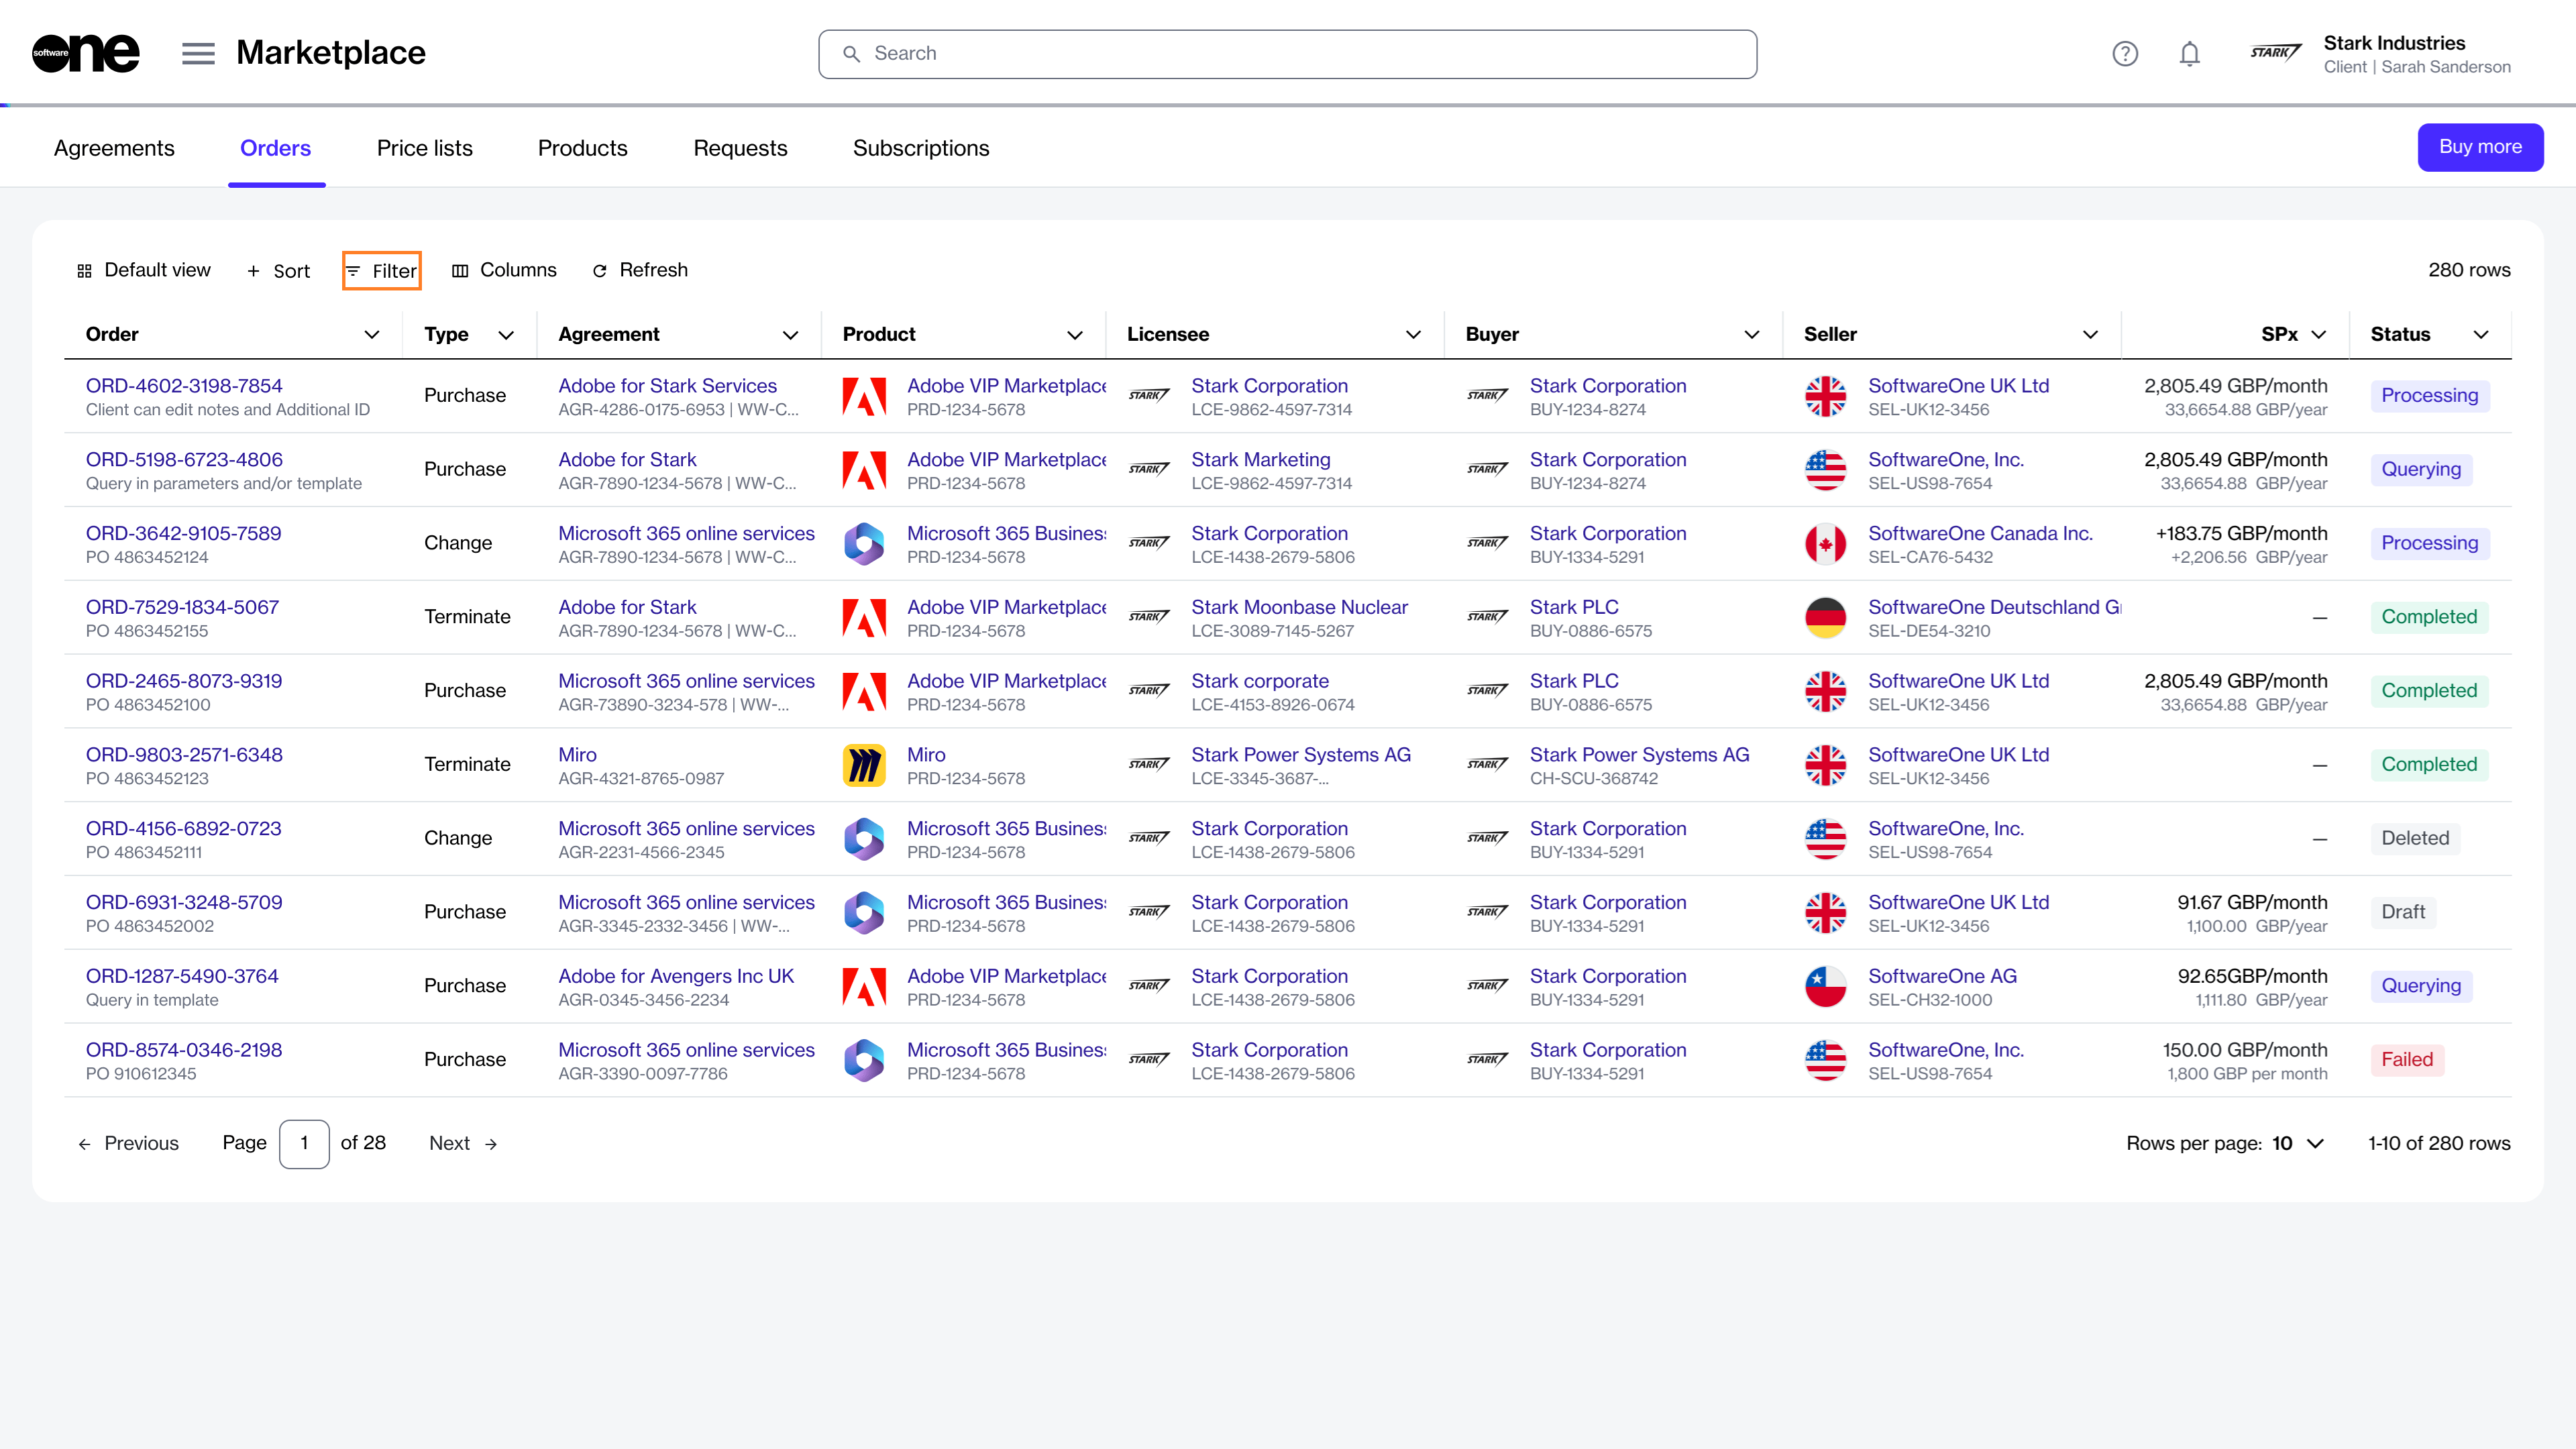 software one
Marketplace
Search
Stark Industries
Client | Sarah Sanderson
Agreements Orders Price lists Products Requests Subscriptions Buy more
Default view Sort Filter Columns Refresh 280 rows
Order Type Agreement Product Licensee Buyer Seller SPx Status
ORD-4602-3198-7854 Purchase Adobe for Stark Services Adobe VIP Marketplace STARK Stark Corporation STARK Stark Corporation SoftwareOne UK Ltd 2,805.49 GBP/month Processing
Client can edit notes and Additional ID AGR-4286-0175-6953 | WW-C... PRD-1234-5678 LCE-9862-4597-7314 BUY-1234-8274 SEL-UK12-3456 33,6654.88 GBP/year
ORD-5198-6723-4806 Purchase Adobe for Stark Adobe VIP Marketplace STARK Stark Marketing STARK Stark Corporation SoftwareOne, Inc. 2,805.49 GBP/month Querying
Query in parameters and/or template AGR-7890-1234-5678 | WW-C... PRD-1234-5678 LCE-9862-4597-7314 BUY-1234-8274 SEL-US98-7654 33,6654.88 GBP/year
ORD-3642-9105-7589 Change Microsoft 365 online services Microsoft 365 Business STARK Stark Corporation STARK Stark Corporation SoftwareOne Canada Inc. +183.75 GBP/month Processing
PO 4863452124 AGR-7890-1234-5678 | WW-C... PRD-1234-5678 LCE-1438-2679-5806 BUY-1334-5291 SEL-CA76-5432 +2,206.56 GBP/year
ORD-7529-1834-5067 Terminate Adobe for Stark Adobe VIP Marketplace STARK Stark Moonbase Nuclear STARK Stark PLC SoftwareOne Deutschland G — Completed
PO 4863452155 AGR-7890-1234-5678 | WW-C... PRD-1234-5678 LCE-3089-7145-5267 BUY-0886-6575 SEL-DE54-3210
ORD-2465-8073-9319 Purchase Microsoft 365 online services Adobe VIP Marketplace STARK Stark corporate STARK Stark PLC SoftwareOne UK Ltd 2,805.49 GBP/month Completed
PO 4863452100 AGR-73890-3234-578 | WW-... PRD-1234-5678 LCE-4153-8926-0674 BUY-0886-6575 SEL-UK12-3456 33,6654.88 GBP/year
ORD-9803-2571-6348 Terminate Miro Miro STARK Stark Power Systems AG STARK Stark Power Systems AG SoftwareOne UK Ltd — Completed
PO 4863452123 AGR-4321-8765-0987 PRD-1234-5678 LCE-3345-3687-... CH-SCU-368742 SEL-UK12-3456
ORD-4156-6892-0723 Change Microsoft 365 online services Microsoft 365 Business STARK Stark Corporation STARK Stark Corporation SoftwareOne, Inc. — Deleted
PO 4863452111 AGR-2231-4566-2345 PRD-1234-5678 LCE-1438-2679-5806 BUY-1334-5291 SEL-US98-7654
ORD-6931-3248-5709 Purchase Microsoft 365 online services Microsoft 365 Business STARK Stark Corporation STARK Stark Corporation SoftwareOne UK Ltd 91.67 GBP/month Draft
PO 4863452002 AGR-3345-2332-3456 | WW-... PRD-1234-5678 LCE-1438-2679-5806 BUY-1334-5291 SEL-UK12-3456 1,100.00 GBP/year
ORD-1287-5490-3764 Purchase Adobe for Avengers Inc UK Adobe VIP Marketplace STARK Stark Corporation STARK Stark Corporation SoftwareOne AG 92.65GBP/month Querying
Query in template AGR-0345-3456-2234 PRD-1234-5678 LCE-1438-2679-5806 BUY-1334-5291 SEL-CH32-1000 1,111.80 GBP/year
ORD-8574-0346-2198 Purchase Microsoft 365 online services Microsoft 365 Business STARK Stark Corporation STARK Stark Corporation SoftwareOne, Inc. 150.00 GBP/month Failed
PO 910612345 AGR-3390-0097-7786 PRD-1234-5678 LCE-1438-2679-5806 BUY-1334-5291 SEL-US98-7654 1,800 GBP per month
Previous Page 1 of 28 Next Rows per page: 10 1-10 of 280 rows